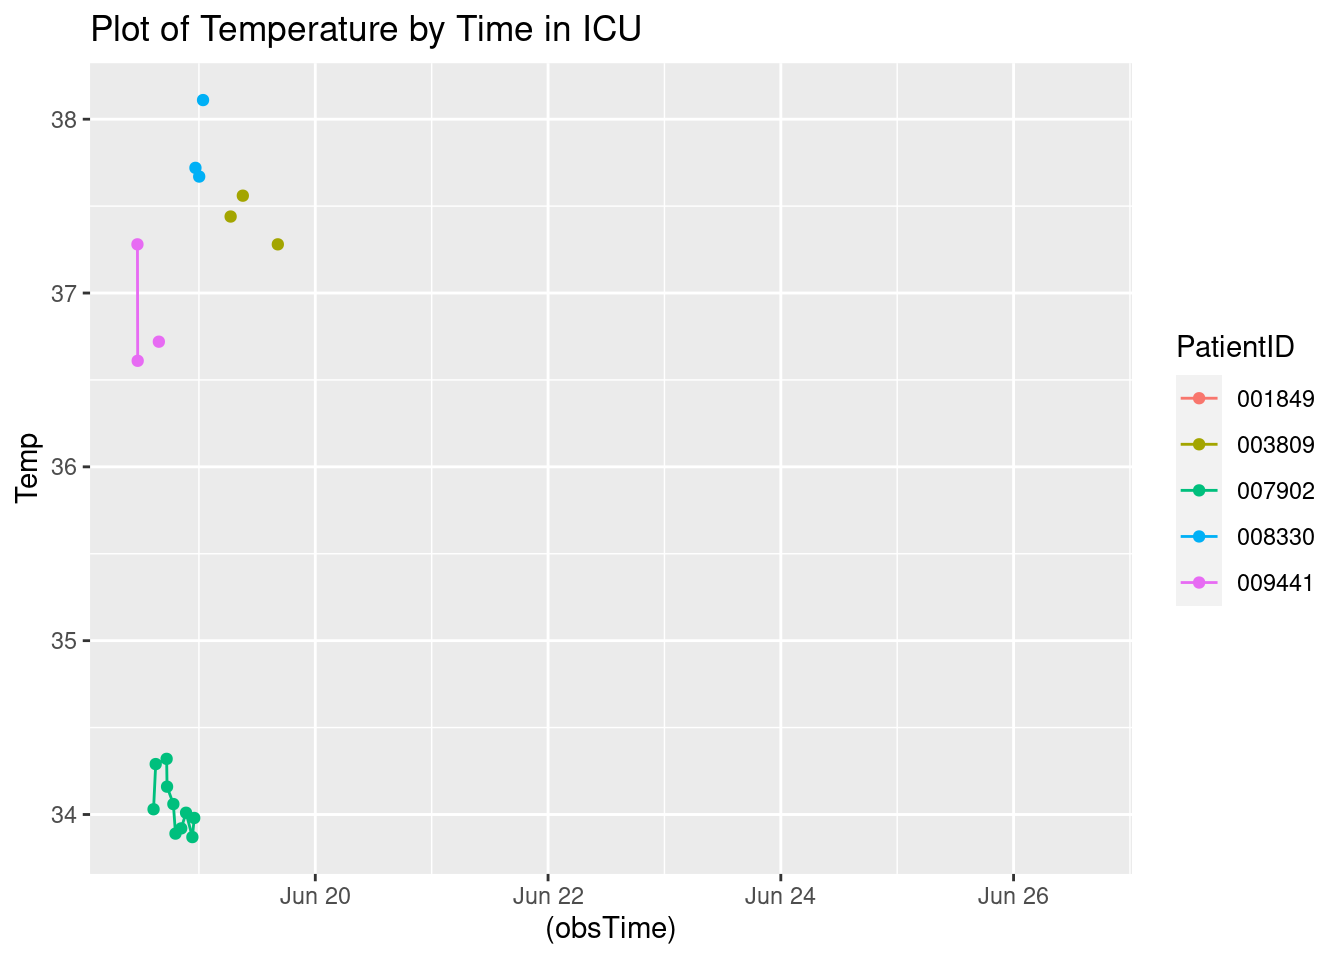 Plot of Temperature by Time in ICU
38
37
36
35
34
Temp
Jun 20 Jun 22 Jun 24 Jun 26
(obsTime)
PatientID
001849
003809
007902
008330
009441